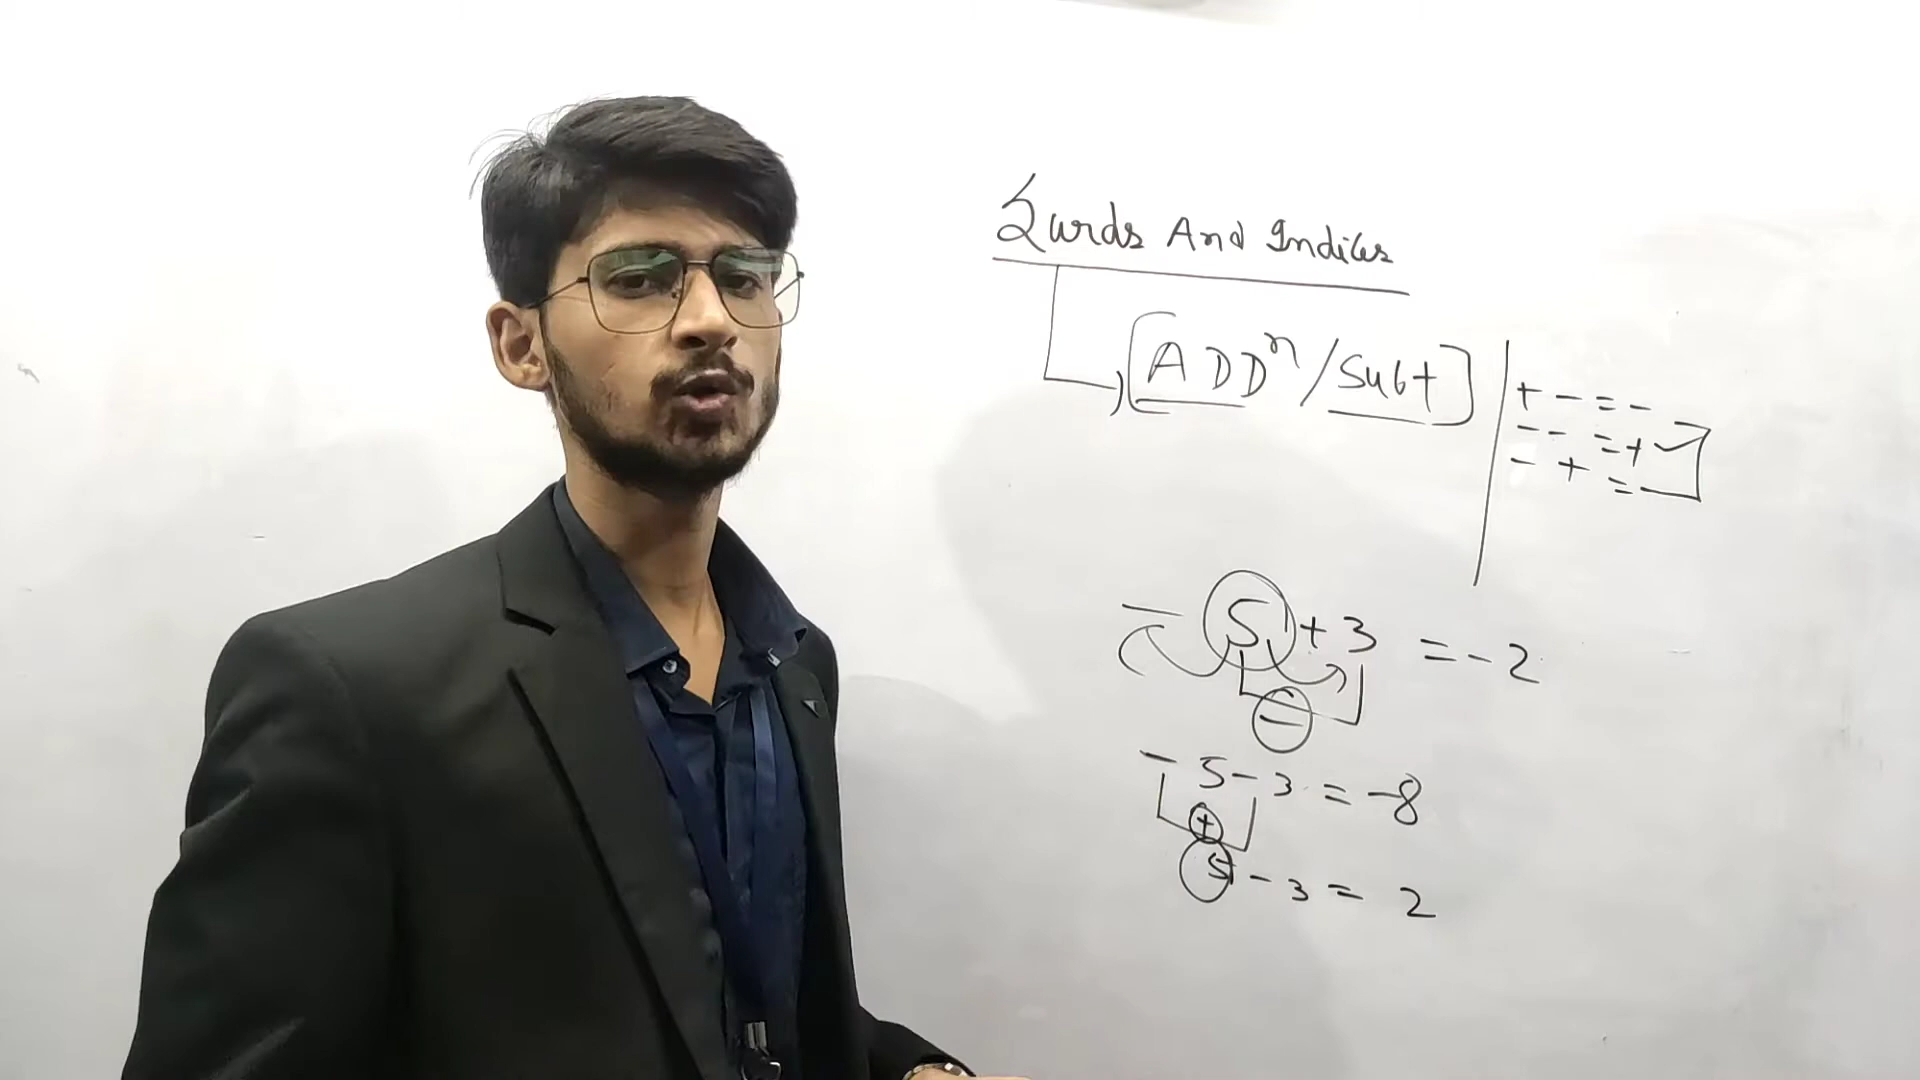 Surds And Indices
[ADDn/Subt]
+ - = -
- - = +
- + = -
- 5 + 3 = -2
-
- 5 - 3 = -8
+
5 - 3 = 2